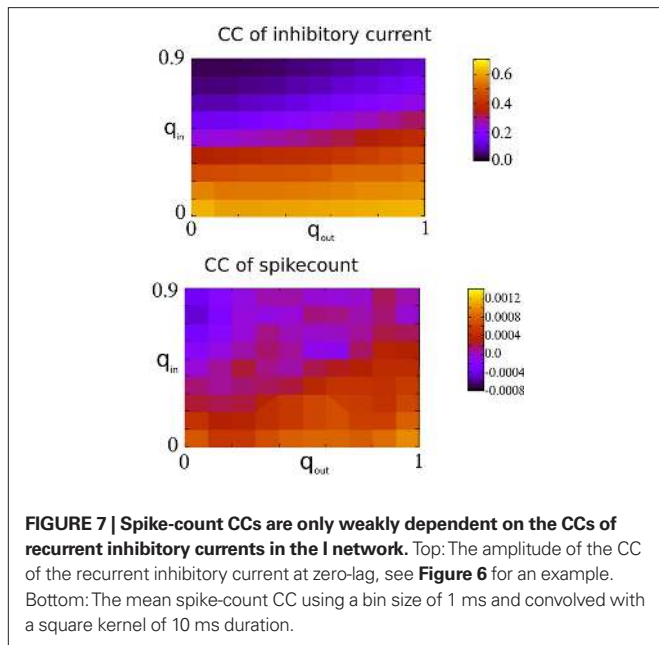 CC of inhibitory current
0.9
q in
0
0
q out
1
0.6
0.4
0.2
0.0
CC of spikecount
0.9
q in
0
0
q out
1
0.0012
0.0008
0.0004
0.0
-0.0004
-0.0008
FIGURE 7 | Spike-count CCs are only weakly dependent on the CCs of
recurrent inhibitory currents in the I network. Top: The amplitude of the CC
of the recurrent inhibitory current at zero-lag, see Figure 6 for an example.
Bottom: The mean spike-count CC using a bin size of 1 ms and convolved with
a square kernel of 10 ms duration.